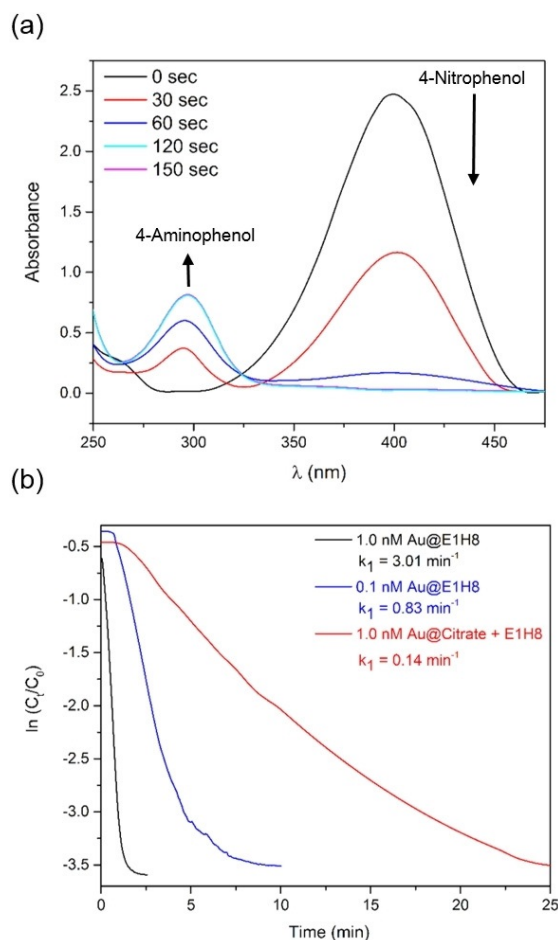 (a)
0 sec
30 sec
60 sec
120 sec
150 sec
4-Nitrophenol
4-Aminophenol
Absorbance
2.5
2.0
1.5
1.0
0.5
0.0
250 300 350 400 450
λ (nm)
(b)
1.0 nM Au@E1H8
k₁ = 3.01 min⁻¹
0.1 nM Au@E1H8
k₁ = 0.83 min⁻¹
1.0 nM Au@Citrate + E1H8
k₁ = 0.14 min⁻¹
ln (Cₜ/C₀)
-0.5
-1.0
-1.5
-2.0
-2.5
-3.0
-3.5
0 5 10 15 20 25
Time (min)